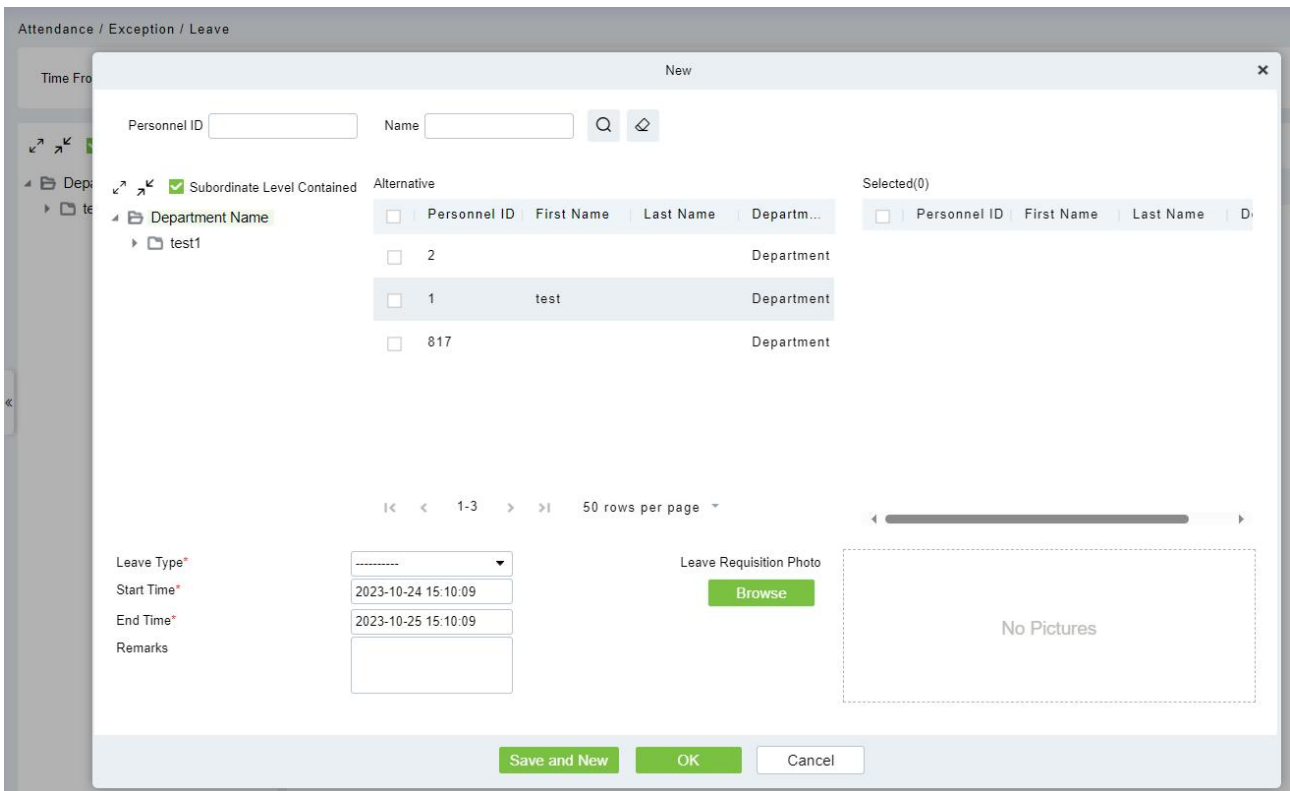 Attendance / Exception / Leave
Time Fro
New
Personnel ID
Name
Depa
te
Subordinate Level Contained
Department Name
test1
Alternative
Personnel ID First Name Last Name Departm...
2 Department
1 test Department
817 Department
1-3 50 rows per page
Selected(0)
Personnel ID First Name Last Name De
Leave Type* ----------
Start Time* 2023-10-24 15:10:09
End Time* 2023-10-25 15:10:09
Remarks
Leave Requisition Photo
Browse
No Pictures
Save and New OK Cancel